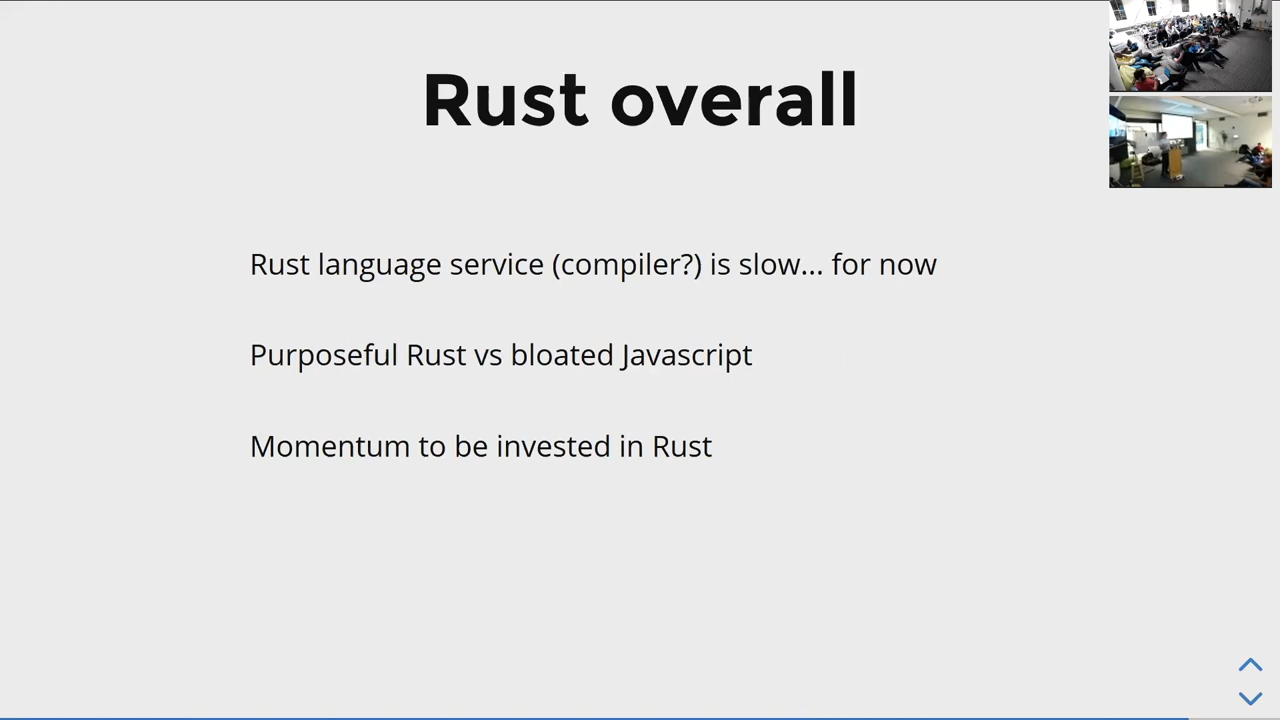 Rust overall
Rust language service (compiler?) is slow... for now
Purposeful Rust vs bloated Javascript
Momentum to be invested in Rust